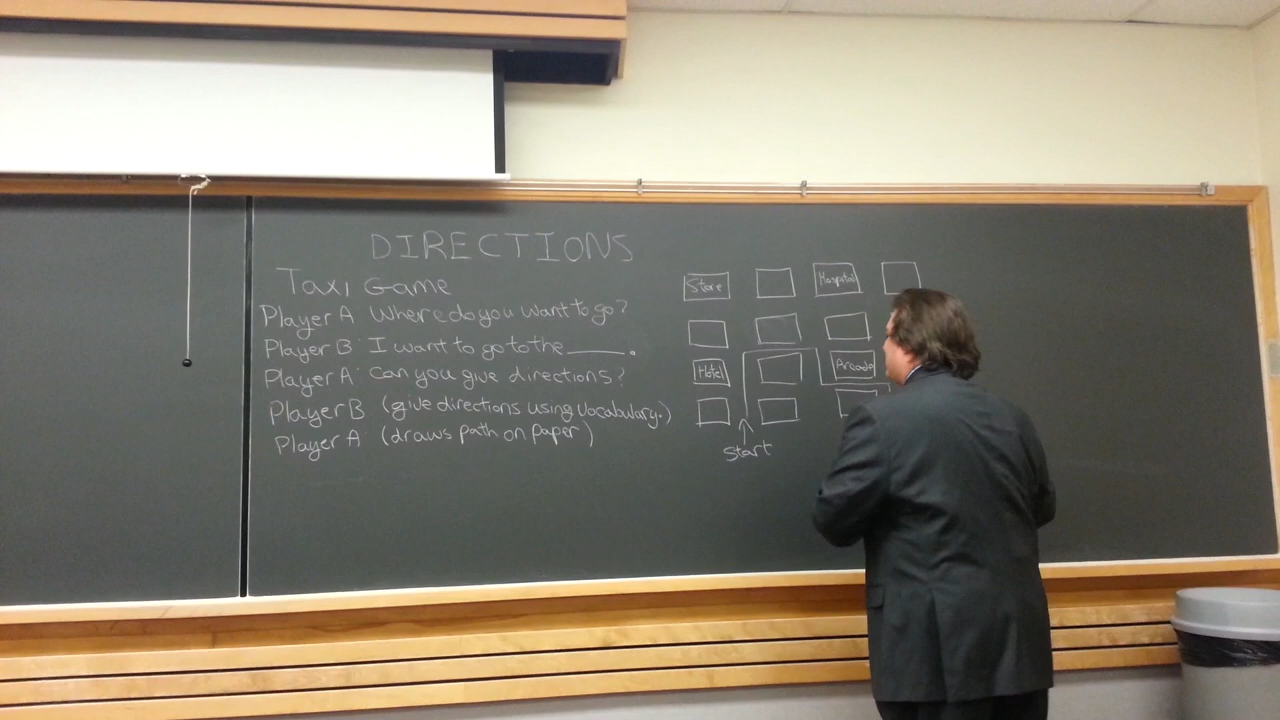 DIRECTIONS
Taxi Game
Player A Where do you want to go?
Player B: I want to go to the ____.
Player A: Can you give directions?
Player B (give directions using vocabulary.)
Player A (draws path on paper)
Store
Hospital
Hotel
Arcade
Start